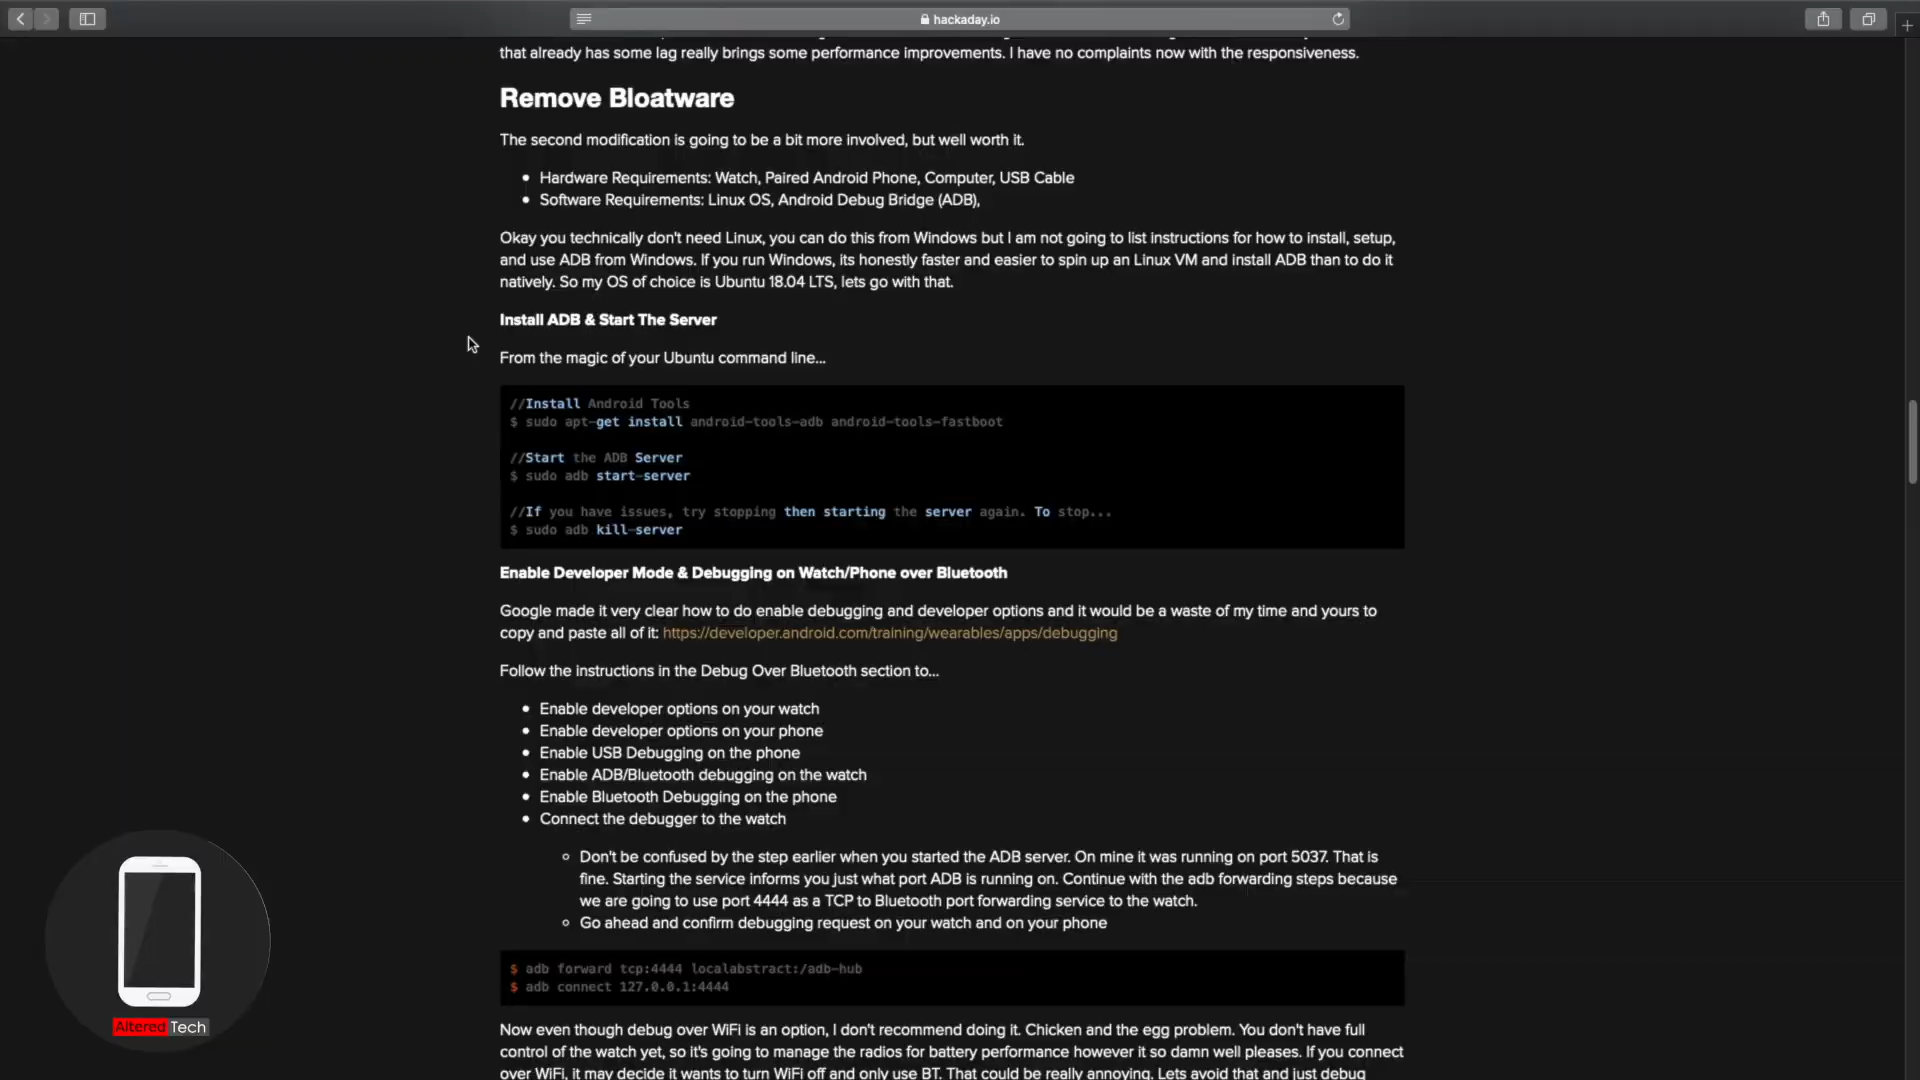 hackaday.io
that already has some lag really brings some performance improvements. I have no complaints now with the responsiveness.
Remove Bloatware
The second modification is going to be a bit more involved, but well worth it.
Hardware Requirements: Watch, Paired Android Phone, Computer, USB Cable
Software Requirements: Linux OS, Android Debug Bridge (ADB),
Okay you technically don't need Linux, you can do this from Windows but I am not going to list instructions for how to install, setup,
and use ADB from Windows. If you run Windows, its honestly faster and easier to spin up an Linux VM and install ADB than to do it
natively. So my OS of choice is Ubuntu 18.04 LTS, lets go with that.
Install ADB & Start The Server
From the magic of your Ubuntu command line...
//Install Android Tools
$ sudo apt-get install android-tools-adb android-tools-fastboot
//Start the ADB Server
$ sudo adb start-server
//If you have issues, try stopping then starting the server again. To stop...
$ sudo adb kill-server
Enable Developer Mode & Debugging on Watch/Phone over Bluetooth
Google made it very clear how to do enable debugging and developer options and it would be a waste of my time and yours to
copy and paste all of it: https://developer.android.com/training/wearables/apps/debugging
Follow the instructions in the Debug Over Bluetooth section to...
Enable developer options on your watch
Enable developer options on your phone
Enable USB Debugging on the phone
Enable ADB/Bluetooth debugging on the watch
Enable Bluetooth Debugging on the phone
Connect the debugger to the watch
Don't be confused by the step earlier when you started the ADB server. On mine it was running on port 5037. That is
fine. Starting the service informs you just what port ADB is running on. Continue with the adb forwarding steps because
we are going to use port 4444 as a TCP to Bluetooth port forwarding service to the watch.
Go ahead and confirm debugging request on your watch and on your phone
$ adb forward tcp:4444 localabstract:/adb-hub
$ adb connect 127.0.0.1:4444
Now even though debug over WiFi is an option, I don't recommend doing it. Chicken and the egg problem. You don't have full
control of the watch yet, so it's going to manage the radios for battery performance however it so damn well pleases. If you connect
over WiFi, it may decide it wants to turn WiFi off and only use BT. That could be really annoying. Lets avoid that and just debug
Altered Tech